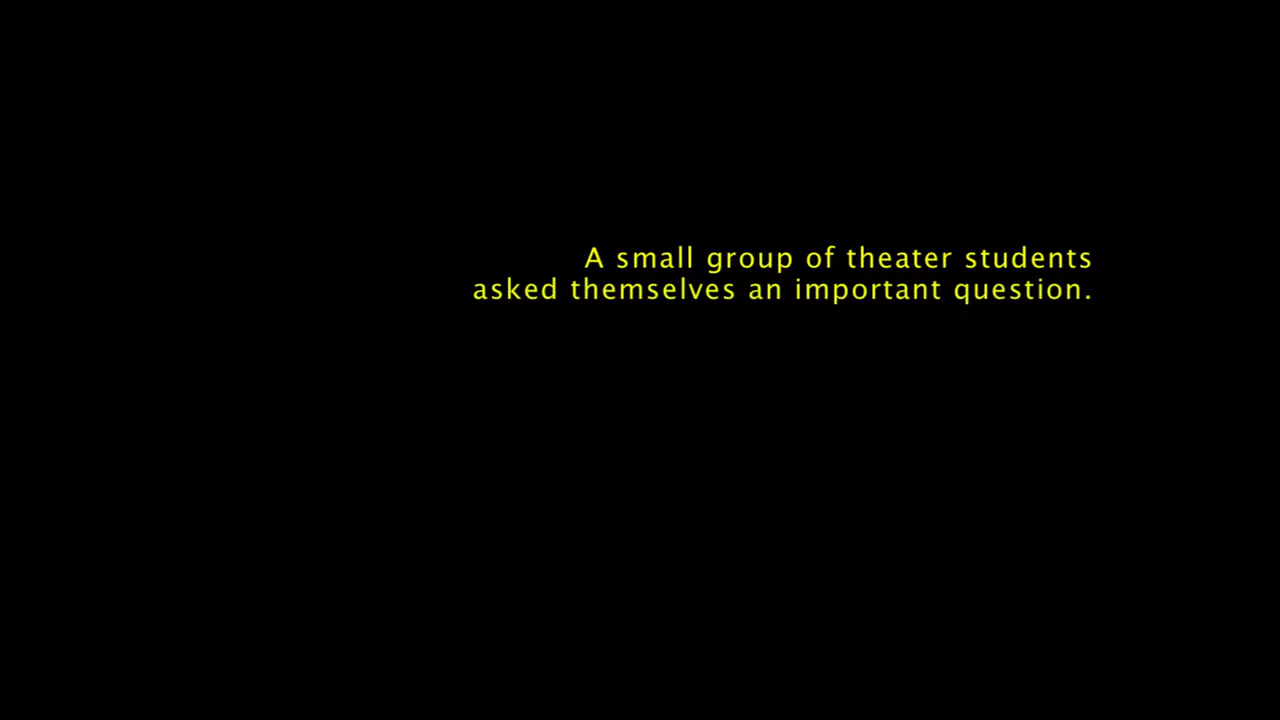 A small group of theater students
asked themselves an important question.